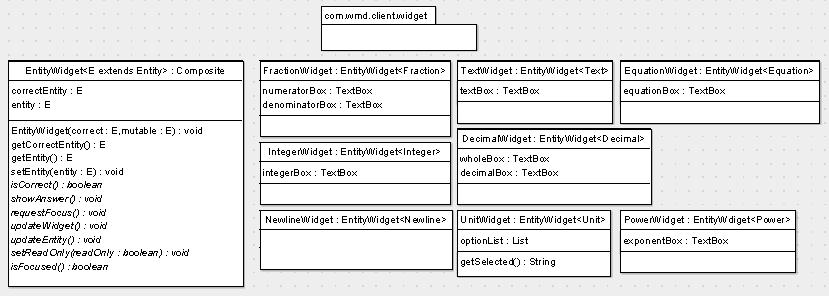 com.wmd.client.widget
EntityWidget<E extends Entity> : Composite
correctEntity : E
entity : E
EntityWidget(correct : E,mutable : E) : void
getCorrectEntity() : E
getEntity() : E
setEntity(entity : E) : void
isCorrect() : boolean
showAnswer() : void
requestFocus() : void
updateWidget() : void
updateEntity() : void
setReadOnly(readOnly : boolean) : void
isFocused() : boolean
FractionWidget : EntityWidget<Fraction>
numeratorBox : TextBox
denominatorBox : TextBox
TextWidget : EntityWidget<Text>
textBox : TextBox
EquationWidget : EntityWidget<Equation>
equationBox : TextBox
IntegerWidget : EntityWidget<Integer>
integerBox : TextBox
DecimalWidget : EntityWidget<Decimal>
wholeBox : TextBox
decimalBox : TextBox
NewlineWidget : EntityWidget<Newline>
UnitWidget : EntityWidget<Unit>
optionList : List
getSelected() : String
PowerWidget : EntityWdiget<Power>
exponentBox : TextBox